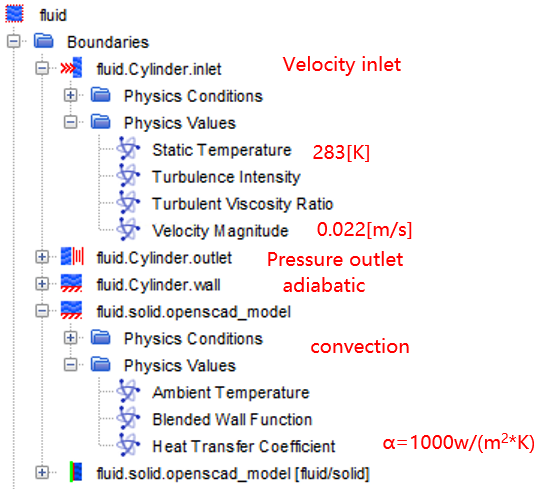 fluid
Boundaries
fluid.Cylinder.inlet Velocity inlet
Physics Conditions
Physics Values
Static Temperature 283[K]
Turbulence Intensity
Turbulent Viscosity Ratio
Velocity Magnitude 0.022[m/s]
fluid.Cylinder.outlet Pressure outlet
fluid.Cylinder.wall adiabatic
fluid.solid.openscad_model
Physics Conditions convection
Physics Values
Ambient Temperature
Blended Wall Function
Heat Transfer Coefficient α=1000w/(m²*K)
fluid.solid.openscad_model [fluid/solid]